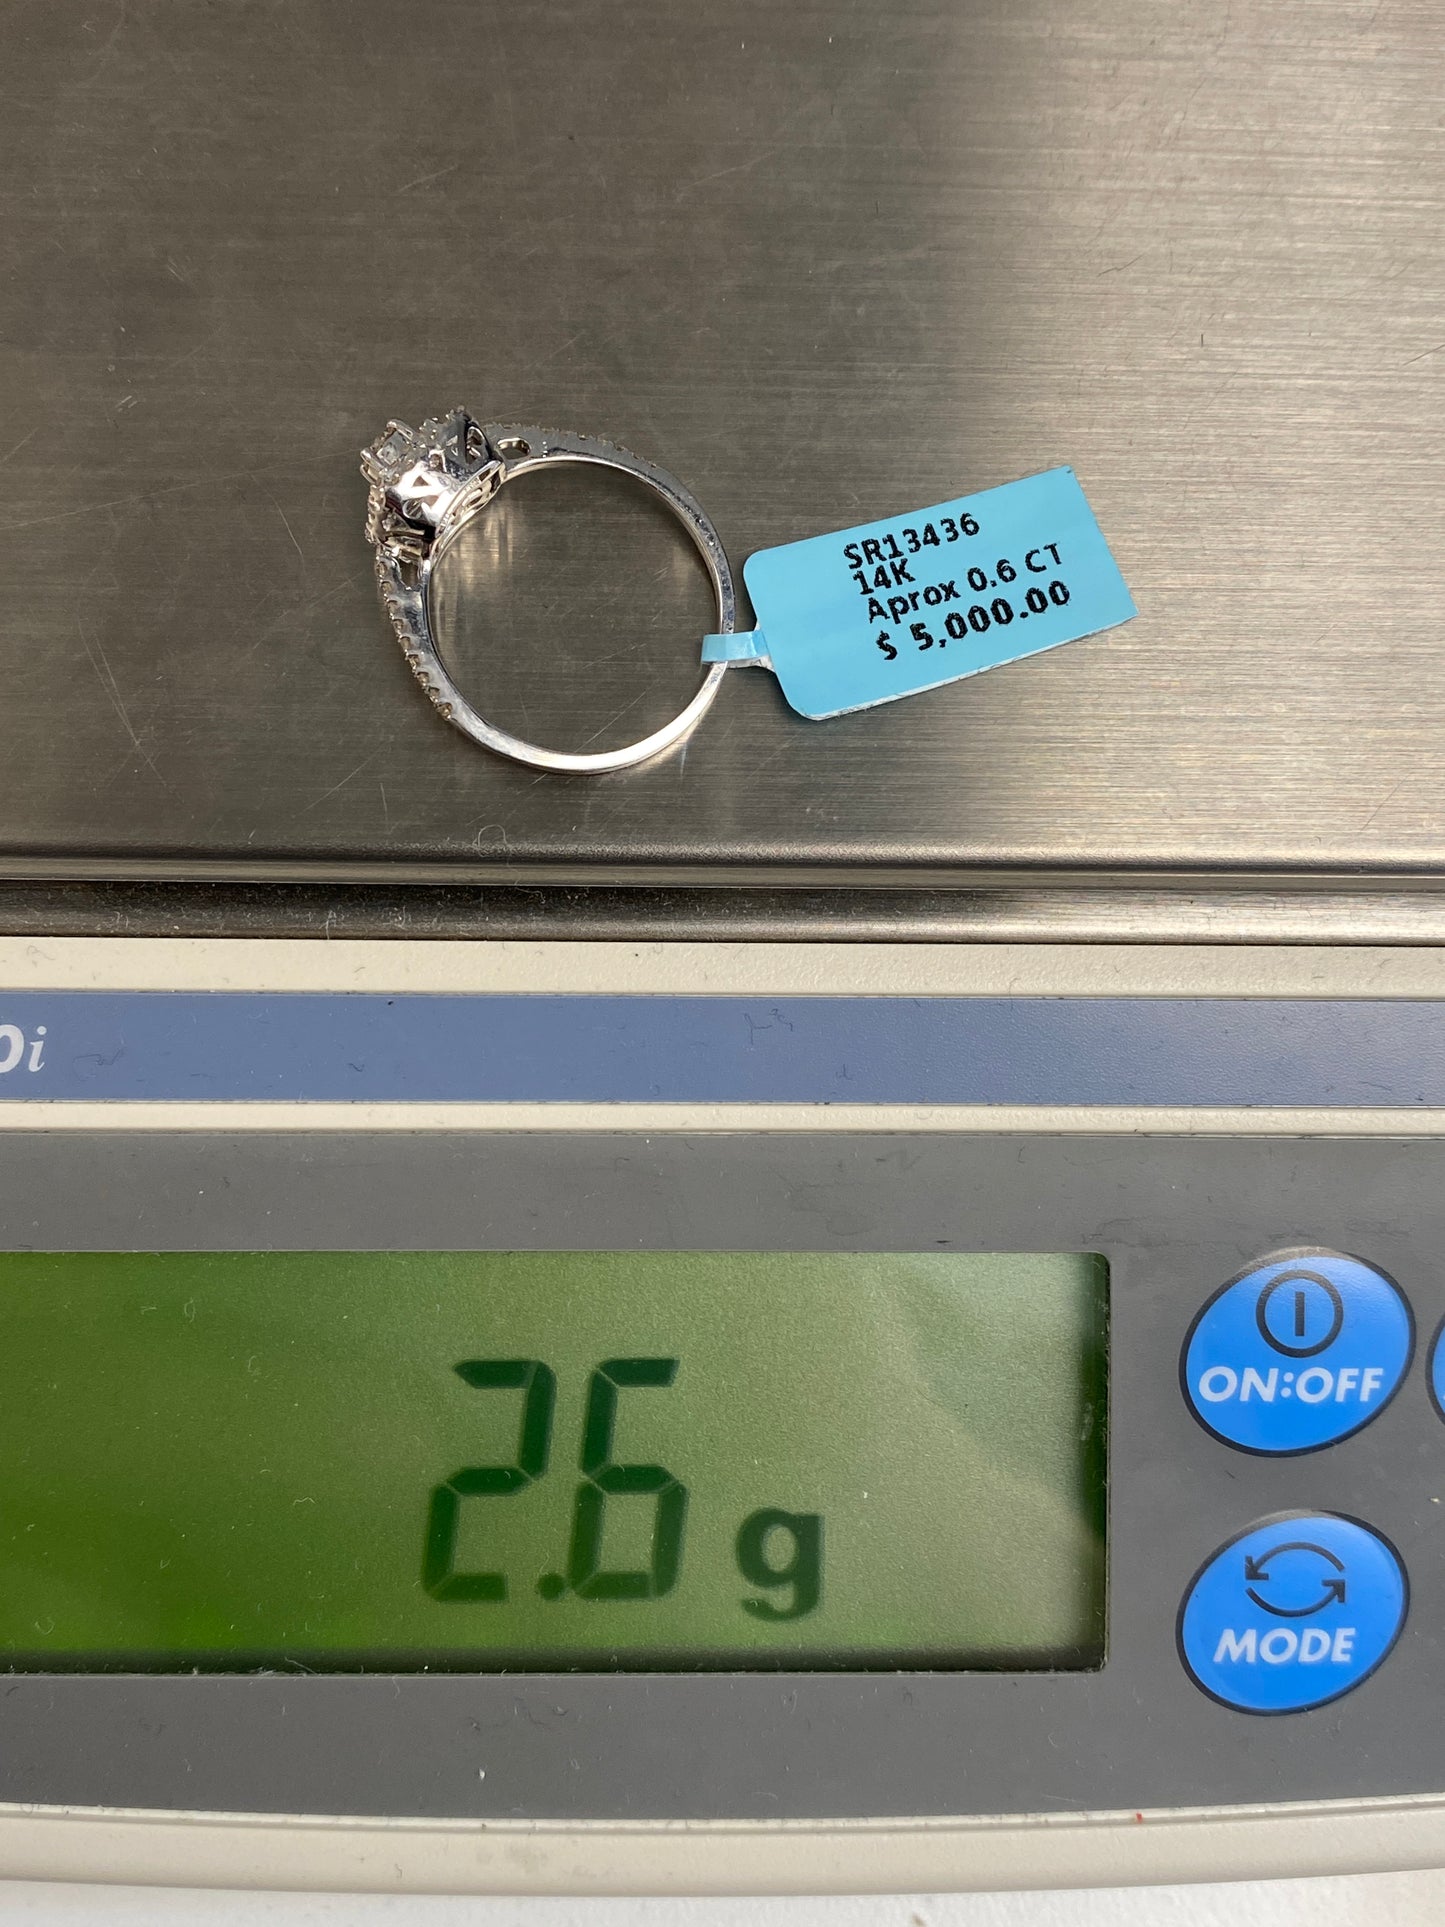 SR13436
14K
Aprox 0.6 CT
$ 5,000.00
i
2.6 g
ON:OFF
MODE